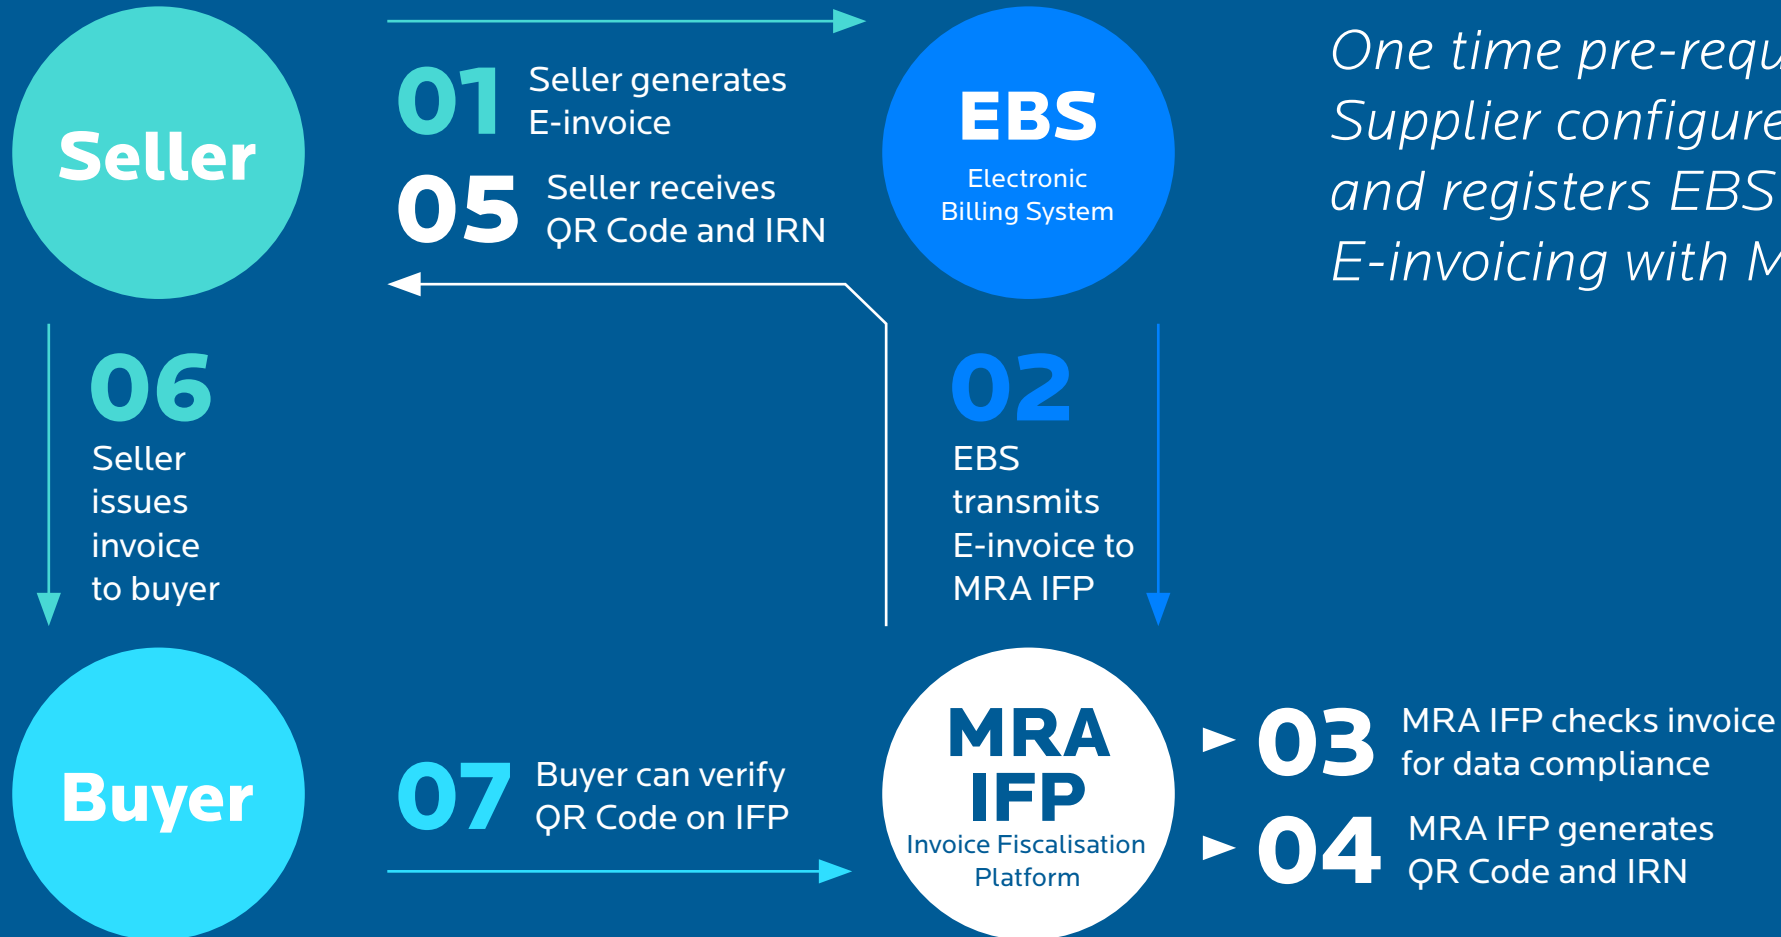 Seller
01
Seller generates
E-invoice
05
Seller receives
QR Code and IRN
EBS
Electronic
Billing System
One time
Supplier
and registers EBS
E-invoicing with
06
Seller
issues
invoice
to buyer
02
EBS
transmits
E-invoice to
MRA IFP
Buyer
07
Buyer can verify
QR Code on IFP
MRA
IFP
Invoice Fiscalisation
Platform
03
MRA IFP checks invoice
for data compliance
04
MRA IFP generates
QR Code and IRN